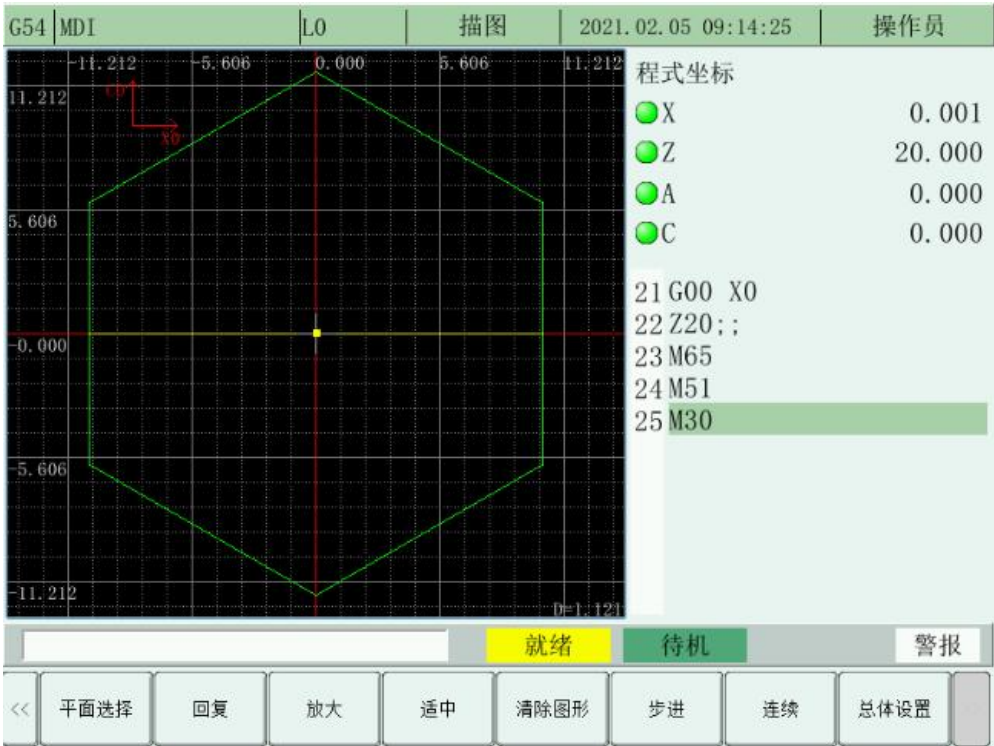 G54 MDI L0 描图 2021.02.05 09:14:25 操作员
-11.212 -5.606 0.000 5.606 11.212
11.212
X0
5.606
-0.000
-5.606
-11.212
D=1.121
程式坐标
X 0.001
Z 20.000
A 0.000
C 0.000
21 G00 X0
22 Z20;;
23 M65
24 M51
25 M30
就绪 待机 警报
<< 平面选择 回复 放大 适中 清除图形 步进 连续 总体设置 >>